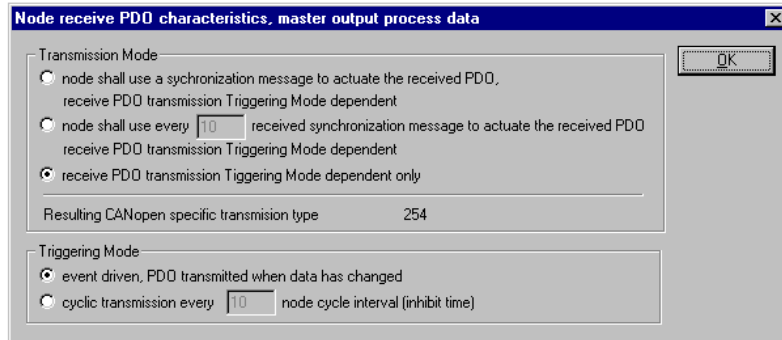 Node receive PDO characteristics, master output process data
Transmission Mode
OK
node shall use a sychronization message to actuate the received PDO,
receive PDO transmission Triggering Mode dependent
node shall use every 10 received synchronization message to actuate the received PDO
receive PDO transmission Triggering Mode dependent
receive PDO transmission Tiggering Mode dependent only
Resulting CANopen specific transmision type 254
Triggering Mode
event driven, PDO transmitted when data has changed
cyclic transmission every 10 node cycle interval (inhibit time)